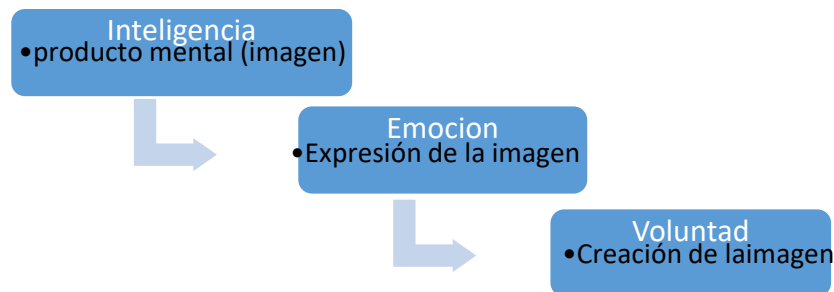 Inteligencia
•producto mental (imagen)
Emocion
•Expresión de la imagen
Voluntad
•Creación de laimagen